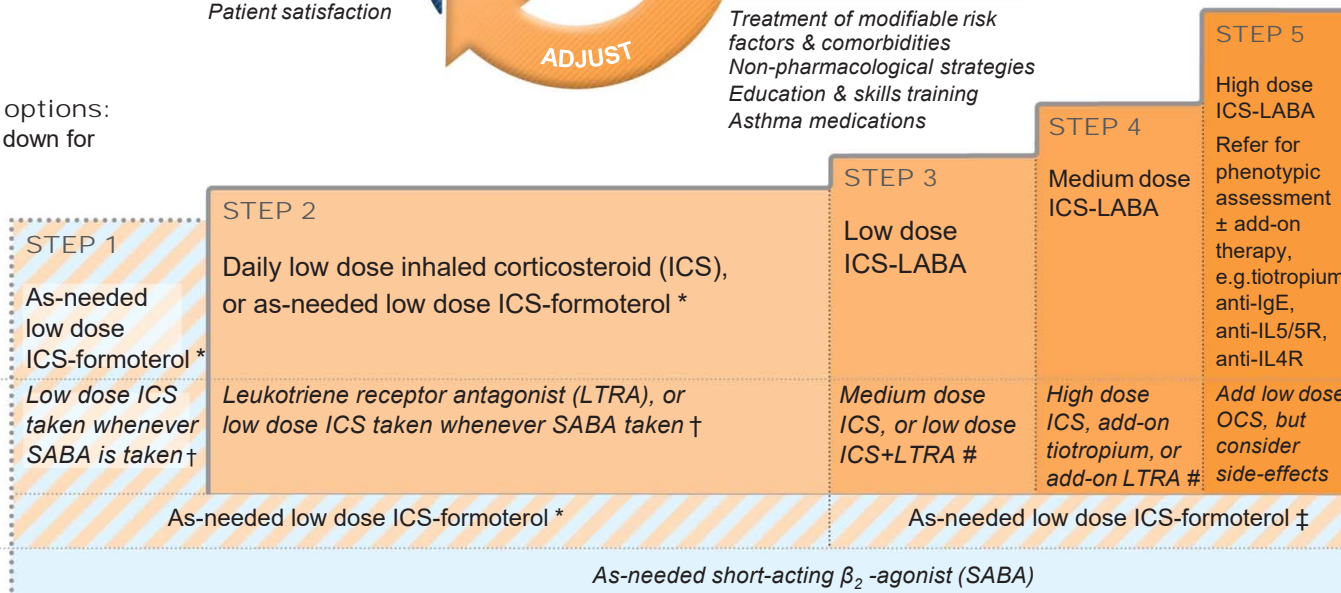 Patient satisfaction
ADJUST
Treatment of modifiable risk
factors & comorbidities
Non-pharmacological strategies
Education & skills training
Asthma medications
options:
down for
STEP 1
As-needed
low dose
ICS-formoterol *
Low dose ICS
taken whenever
SABA is taken †
STEP 2
Daily low dose inhaled corticosteroid (ICS),
or as-needed low dose ICS-formoterol *
Leukotriene receptor antagonist (LTRA), or
low dose ICS taken whenever SABA taken †
STEP 3
Low dose
ICS-LABA
Medium dose
ICS, or low dose
ICS+LTRA #
STEP 4
Medium dose
ICS-LABA
High dose
ICS, add-on
tiotropium, or
add-on LTRA #
STEP 5
High dose
ICS-LABA
Refer for
phenotypic
assessment
± add-on
therapy,
e.g.tiotropium
anti-IgE,
anti-IL5/5R,
anti-IL4R
Add low dose
OCS, but
consider
side-effects
As-needed low dose ICS-formoterol *
As-needed low dose ICS-formoterol ‡
As-needed short-acting β₂ -agonist (SABA)